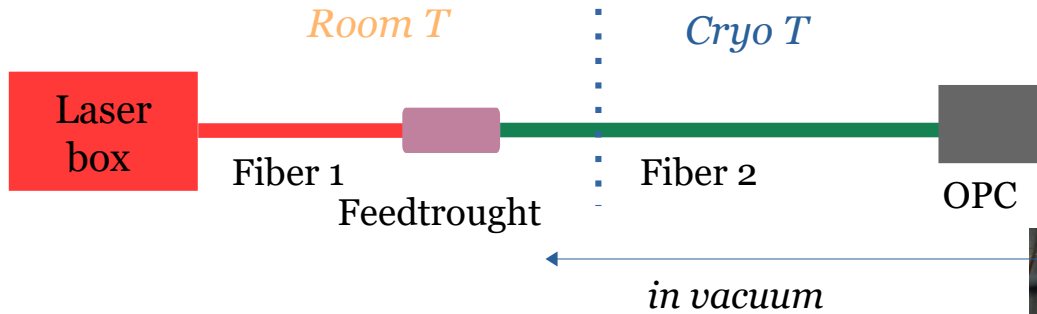 Room T
Cryo T
Laser
box
Fiber 1
Fiber 2
Feedtrought
OPC
in vacuum